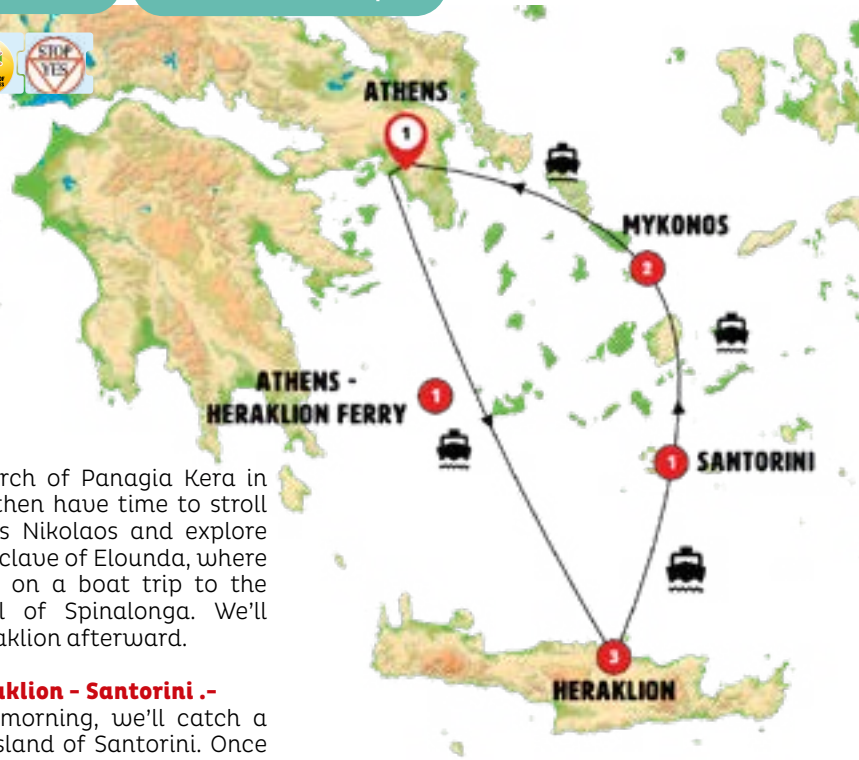 STOP
YES
ATHENS
1
MYKONOS
2
ATHENS -
HERAKLION FERRY
1
1
SANTORINI
3
HERAKLION
rch of Panagia Kera in
then have time to stroll
s Nikolaos and explore
clave of Elounda, where
on a boat trip to the
l of Spinalonga. We'll
aklion afterward.
aklion - Santorini .-
morning, we'll catch a
sland of Santorini. Once